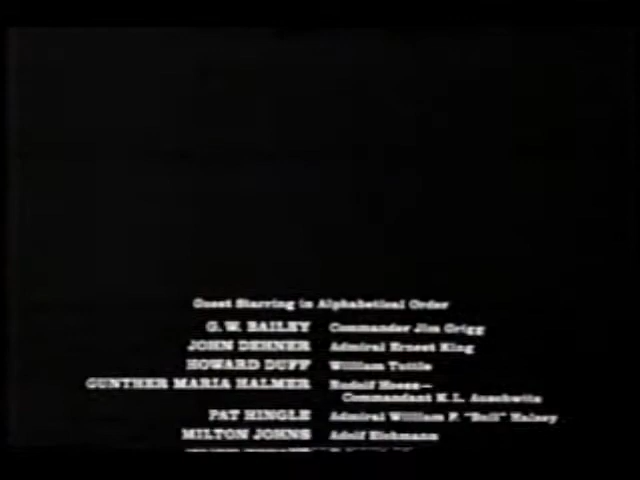 Guest Starring in Alphabetical Order
G. W. BAILEY Commander Jim Grigg
JOHN DEHNER Admiral Ernest King
HOWARD DUFF William Tuttle
GUNTHER MARIA HALMER Rudolf Hoess—
Commandant K.L. Auschwitz
PAT HINGLE Admiral William F. "Bull" Halsey
MILTON JOHNS Adolf Eichmann